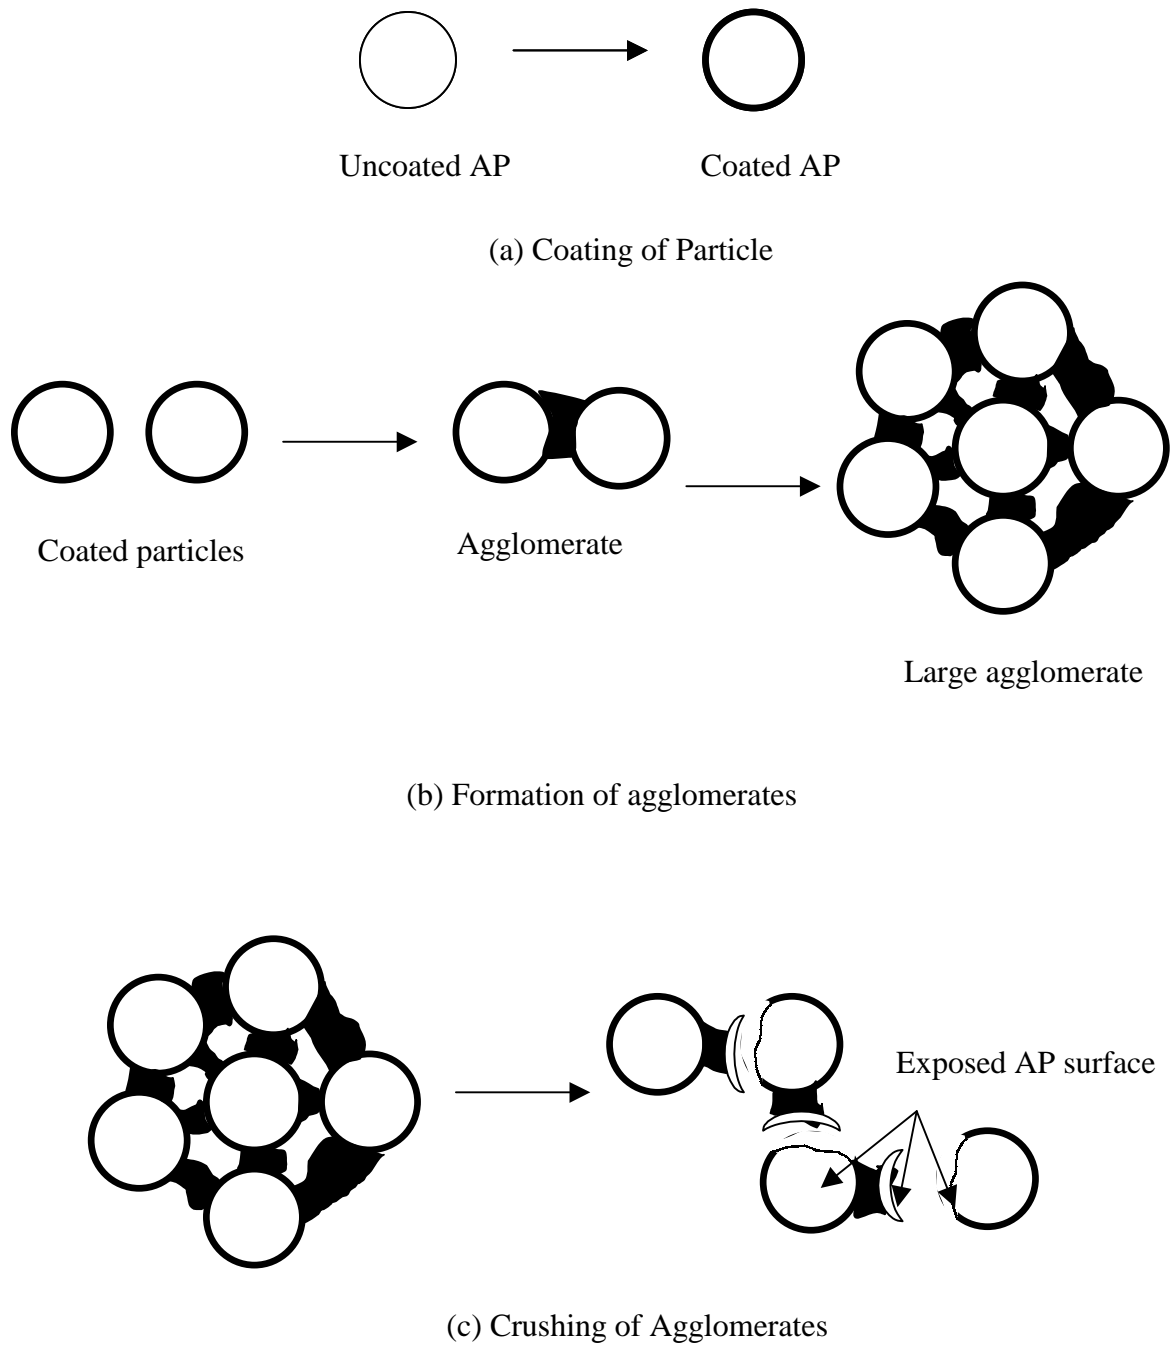 Uncoated AP
Coated AP
(a) Coating of Particle
Coated particles
Agglomerate
Large agglomerate
(b) Formation of agglomerates
Exposed AP surface
(c) Crushing of Agglomerates